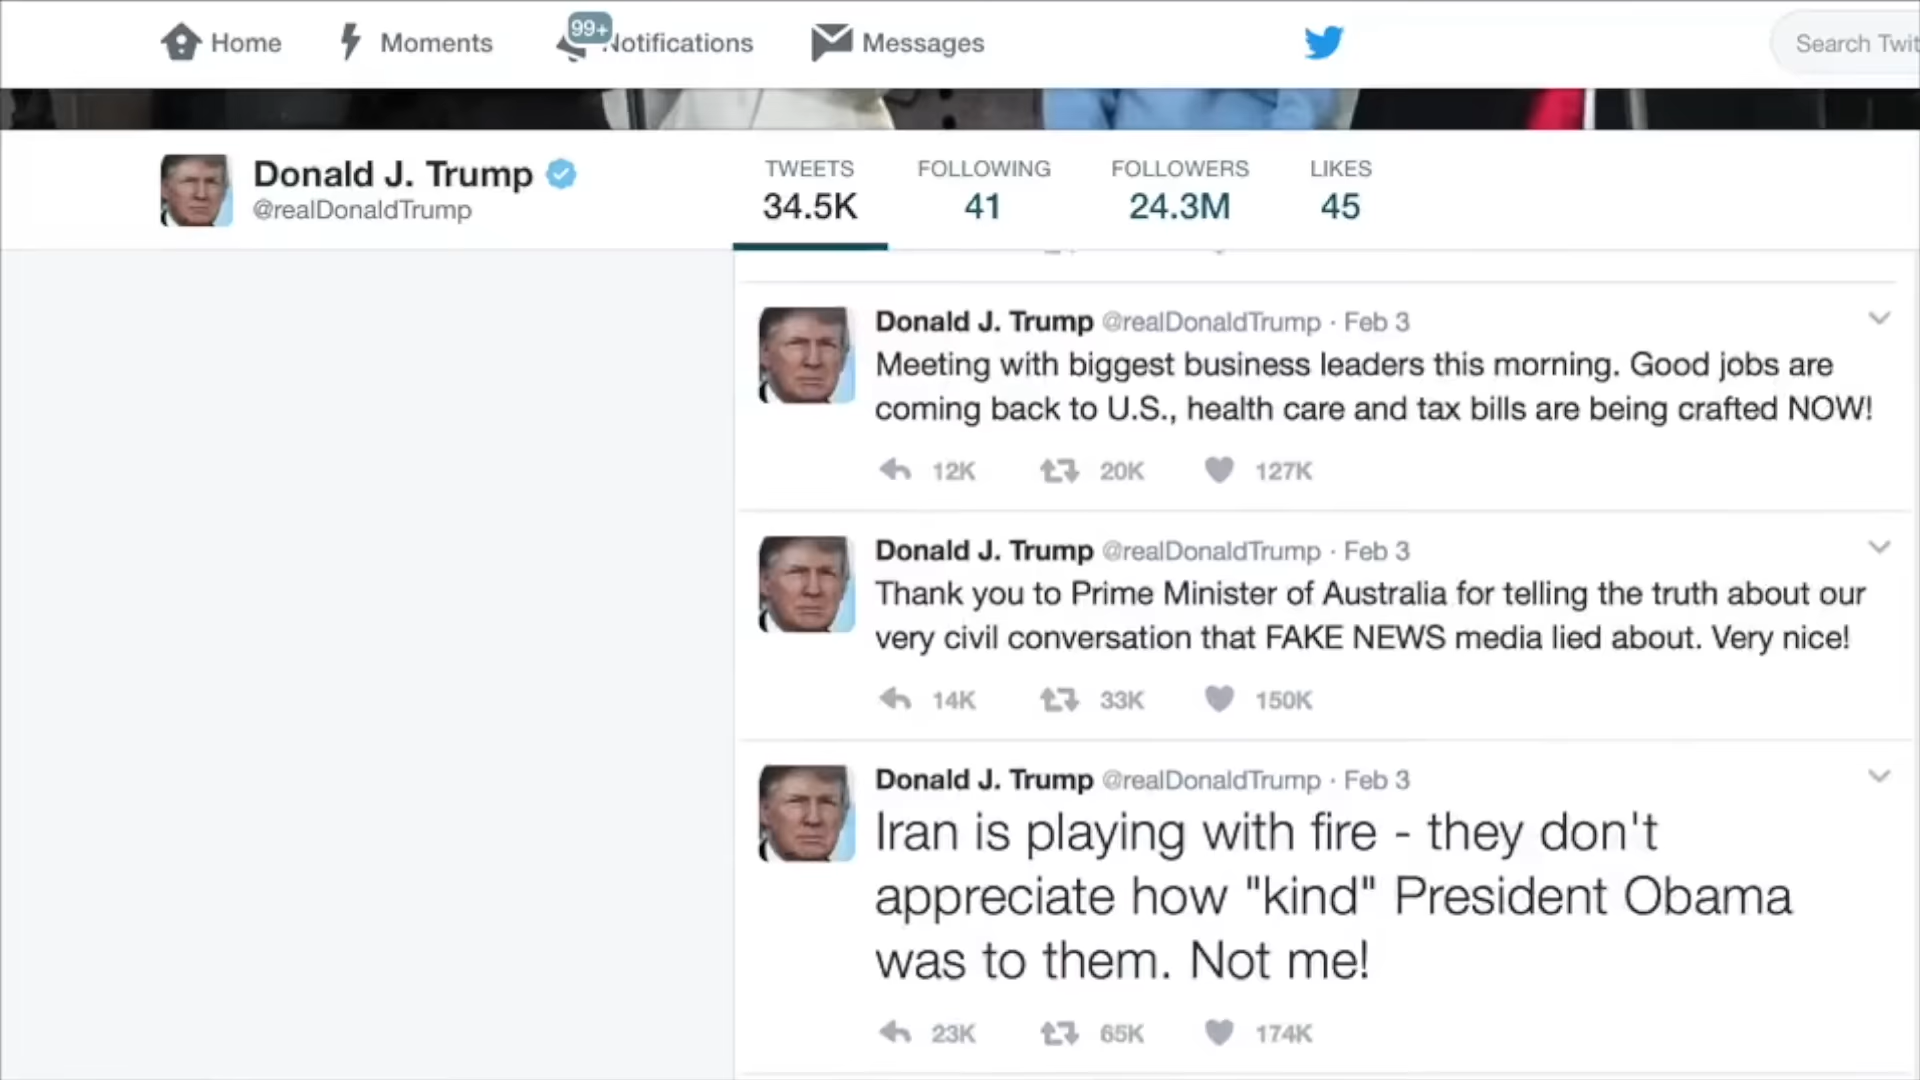 Home Moments 99+ Notifications Messages Search Twit
Donald J. Trump
@realDonaldTrump
TWEETS FOLLOWING FOLLOWERS LIKES
34.5K 41 24.3M 45
Donald J. Trump @realDonaldTrump · Feb 3
Meeting with biggest business leaders this morning. Good jobs are
coming back to U.S., health care and tax bills are being crafted NOW!
12K 20K 127K
Donald J. Trump @realDonaldTrump · Feb 3
Thank you to Prime Minister of Australia for telling the truth about our
very civil conversation that FAKE NEWS media lied about. Very nice!
14K 33K 150K
Donald J. Trump @realDonaldTrump · Feb 3
Iran is playing with fire - they don't
appreciate how "kind" President Obama
was to them. Not me!
23K 65K 174K